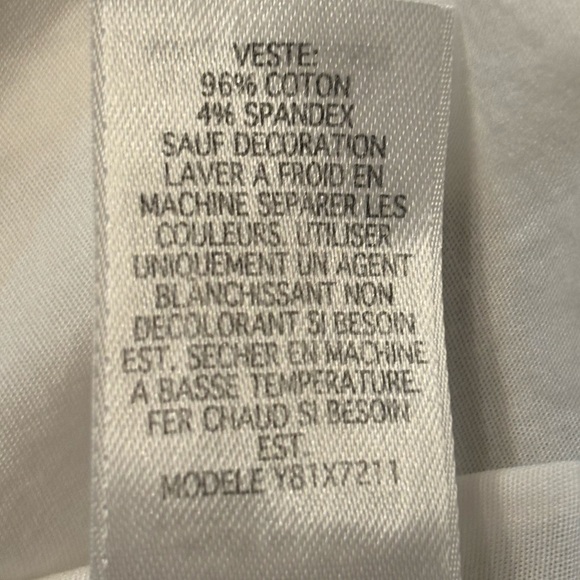 VESTE:
96% COTON
4% SPANDEX
SAUF DECORATION
LAVER A FROID EN
MACHINE SEPARER LES
COULEURS. UTILISER
UNIQUEMENT UN AGENT
BLANCHISSANT NON
DECOLORANT SI BESOIN
EST. SECHER EN MACHINE
A BASSE TEMPERATURE.
FER CHAUD SI BESOIN
EST.
MODELE Y81X7211